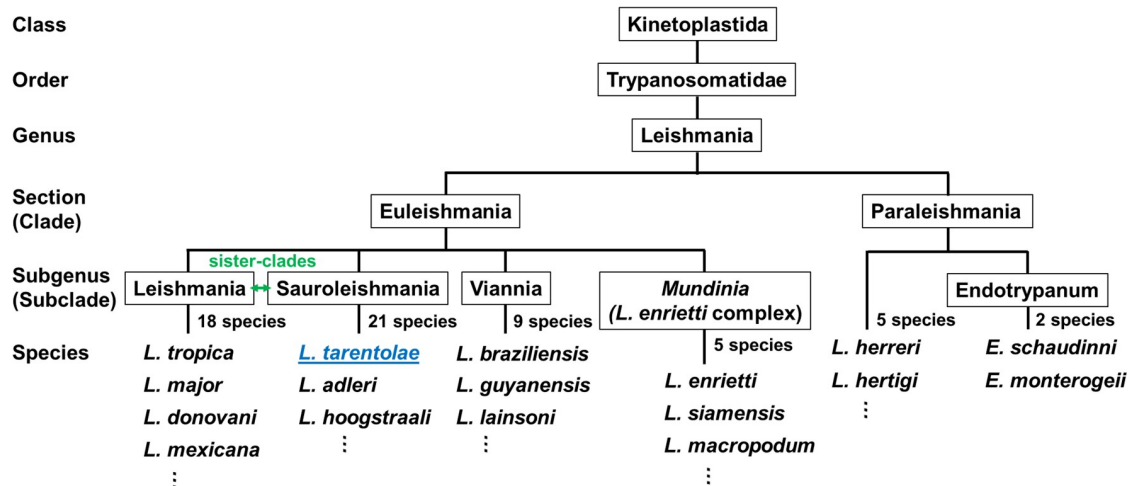 Class
Kinetoplastida
Order
Trypanosomatidae
Genus
Leishmania
Section
(Clade)
Euleishmania
Paraleishmania
Subgenus
(Subclade)
sister-clades
Leishmania
Sauroleishmania
Viannia
Mundinia
(L. enrietti complex)
Endotrypanum
18 species
21 species
9 species
5 species
5 species
2 species
Species
L. tropica
L. major
L. donovani
L. mexicana
⋮
L. tarentolae
L. adleri
L. hoogstraali
⋮
L. braziliensis
L. guyanensis
L. lainsoni
⋮
L. enrietti
L. siamensis
L. macropodum
⋮
L. herreri
L. hertigi
⋮
E. schaudinni
E. monterogeii